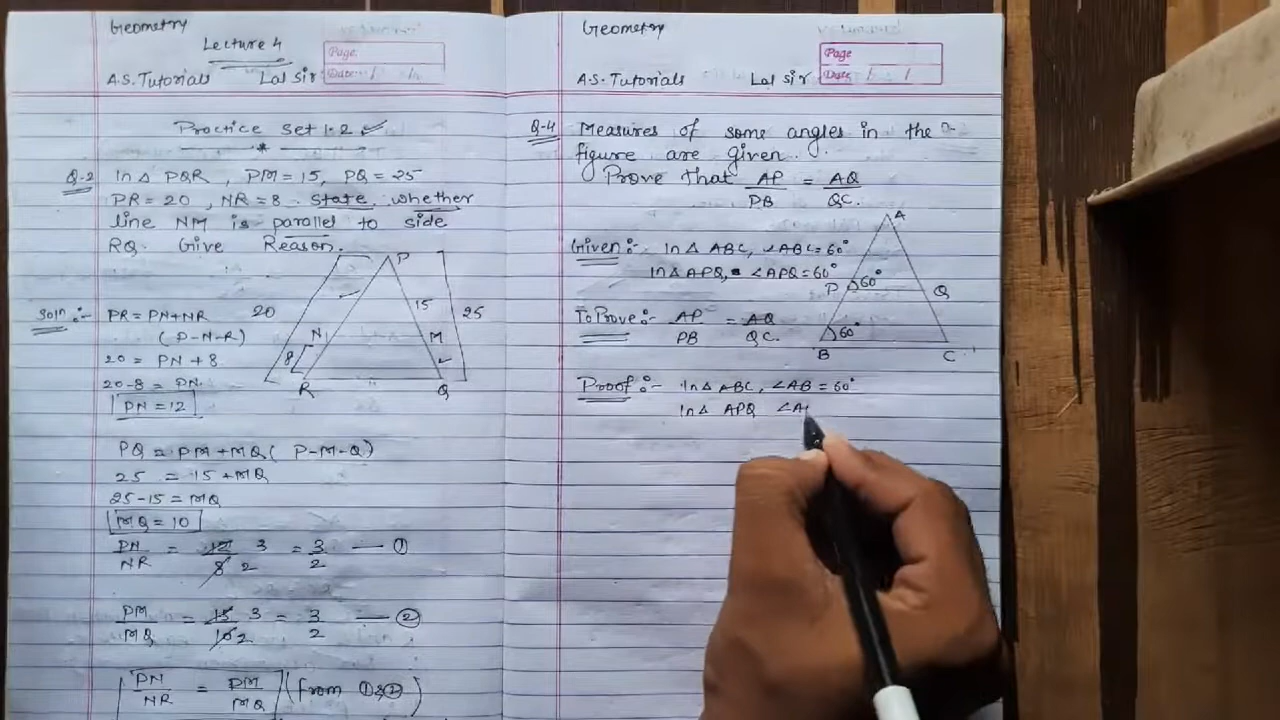 Geometry
Lecture 4
Page:
Date: / /
A.S. Tutorials Lal Sir
Practice Set 1.2
Q-2 In △ PQR, PM=15, PQ=25
PR=20, NR=8. state, whether
line NM is parallel to side
RQ. Give Reason.
Soln:- PR=PN+NR
(P-N-R)
20 = PN + 8
20-8 = PN
PN=12
P
20
15
25
N
M
8
R
Q
PQ = PM+MQ (P-M-Q)
25 = 15+MQ
25-15=MQ
MQ = 10
PN/NR = 12/8 3/2 = 3/2 — ①
PM/MQ = 15/10 3/2 = 3/2 — ②
PN/NR = PM/MQ (from ①&②)
Geometry
Page
Date / /
A.S. Tutorials Lal sir
Q-4 Measures of some angles in the
figure are given.
Prove that AP/PB = AQ/QC.
Given:- In △ ABC, ∠ABC=60°
In △ APQ, ∠APQ=60°
To Prove:- AP/PB = AQ/QC.
A
P 60° Q
60°
B C
Proof:- In △ ABC, ∠AB = 60°
In △ APQ ∠A